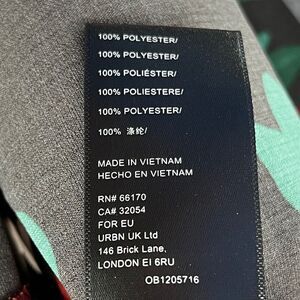 100% POLYESTER/
100% POLYESTER/
100% POLIÉSTER/
100% POLIESTERE/
100% POLYESTER/
100% 涤纶/
MADE IN VIETNAM
HECHO EN VIETNAM
RN# 66170
CA# 32054
FOR EU
URBN UK Ltd
146 Brick Lane,
LONDON EI 6RU
OB1205716